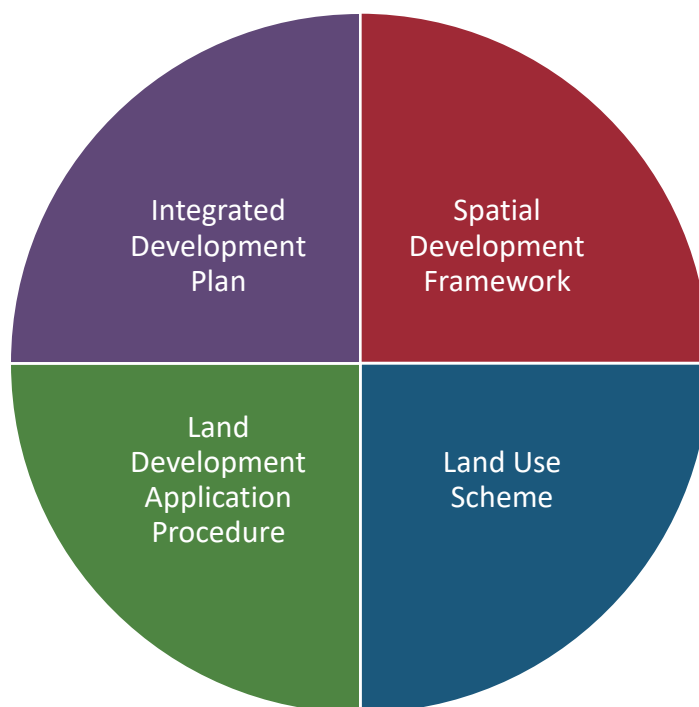 Integrated
Development
Plan
Spatial
Development
Framework
Land
Development
Application
Procedure
Land Use
Scheme